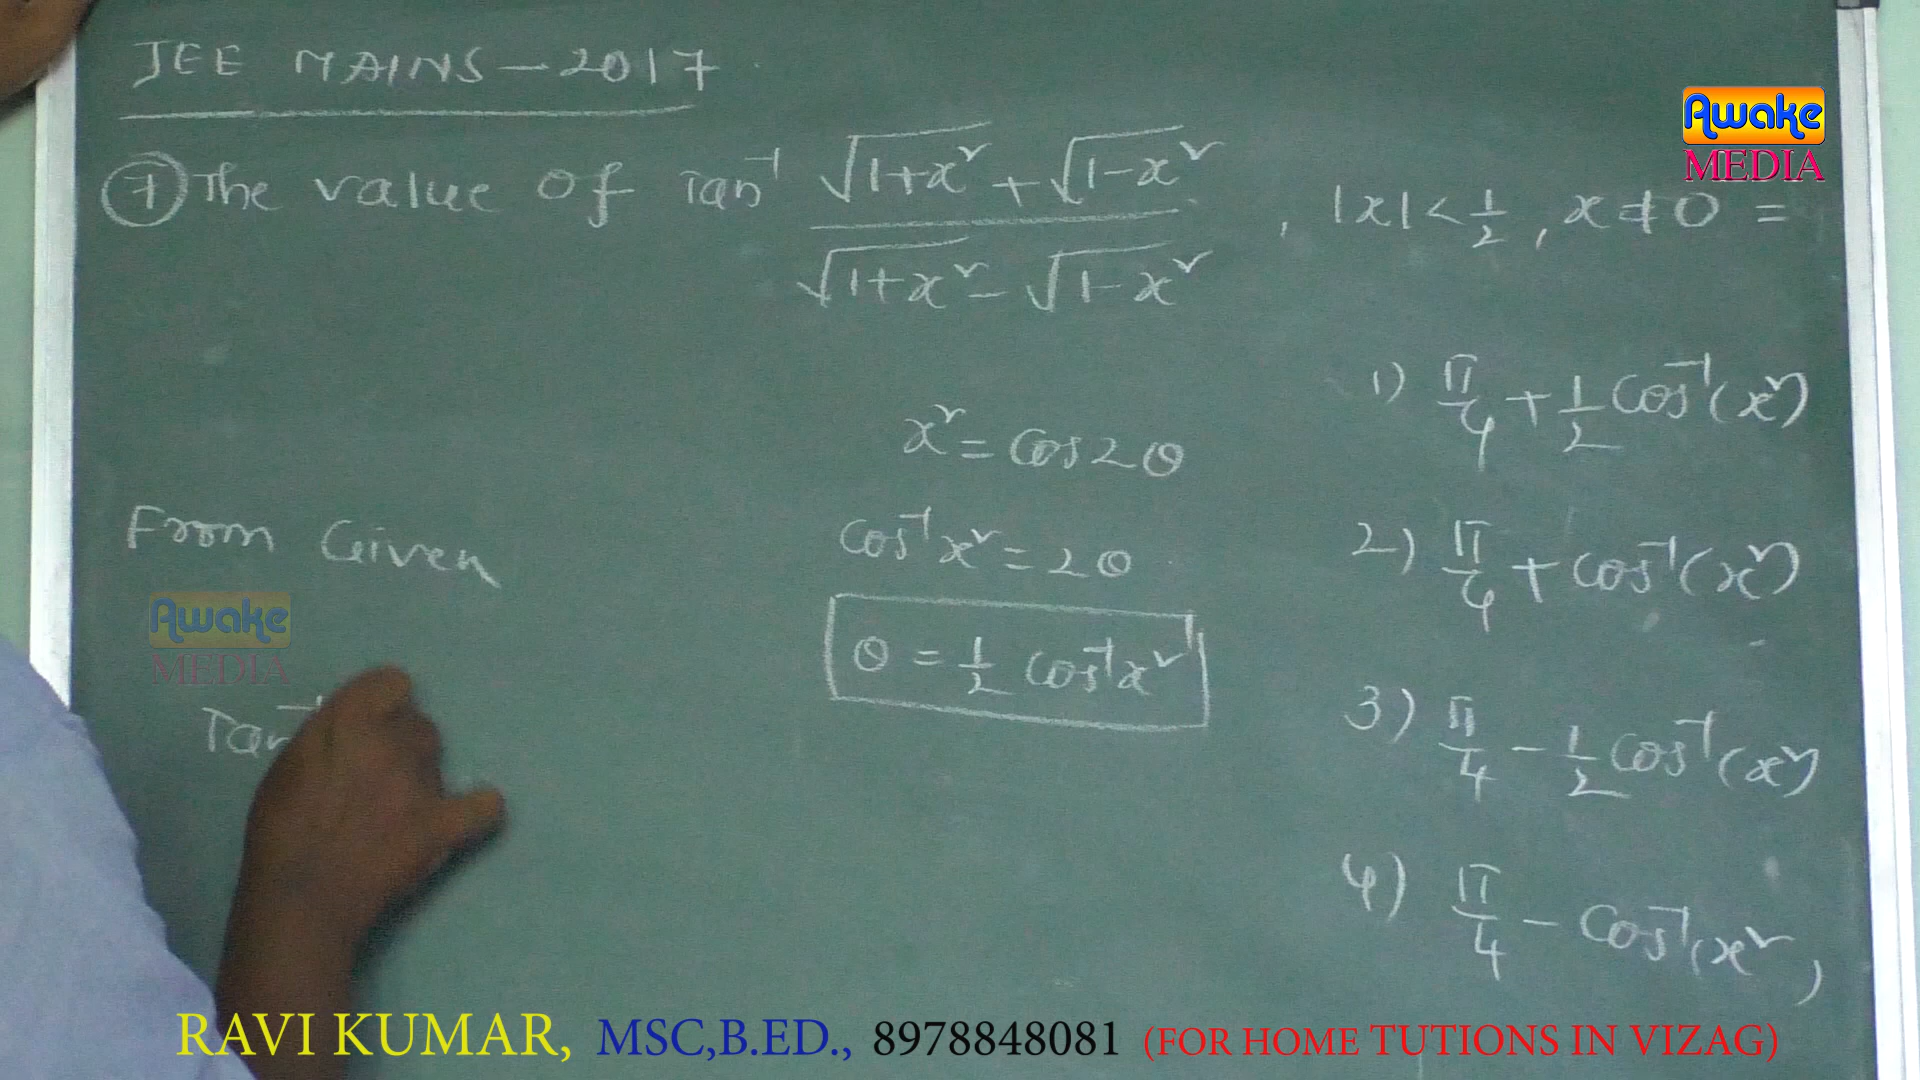 JEE MAINS - 2017
Awake
MEDIA
⑦ The value of Tan⁻¹ (√1+x² + √1-x²) / (√1+x² - √1-x²) , |x| < 1/2 , x ≠ 0 =
1) π/4 + 1/2 Cos⁻¹(x²)
x² = Cos2θ
From Given
Cos⁻¹x² = 2θ
2) π/4 + Cos⁻¹(x²)
Awake
MEDIA
θ = 1/2 Cos⁻¹x²
Tan⁻¹
3) π/4 - 1/2 Cos⁻¹(x²)
4) π/4 - Cos⁻¹(x²)
RAVI KUMAR, MSC,B.ED., 8978848081 (FOR HOME TUTIONS IN VIZAG)